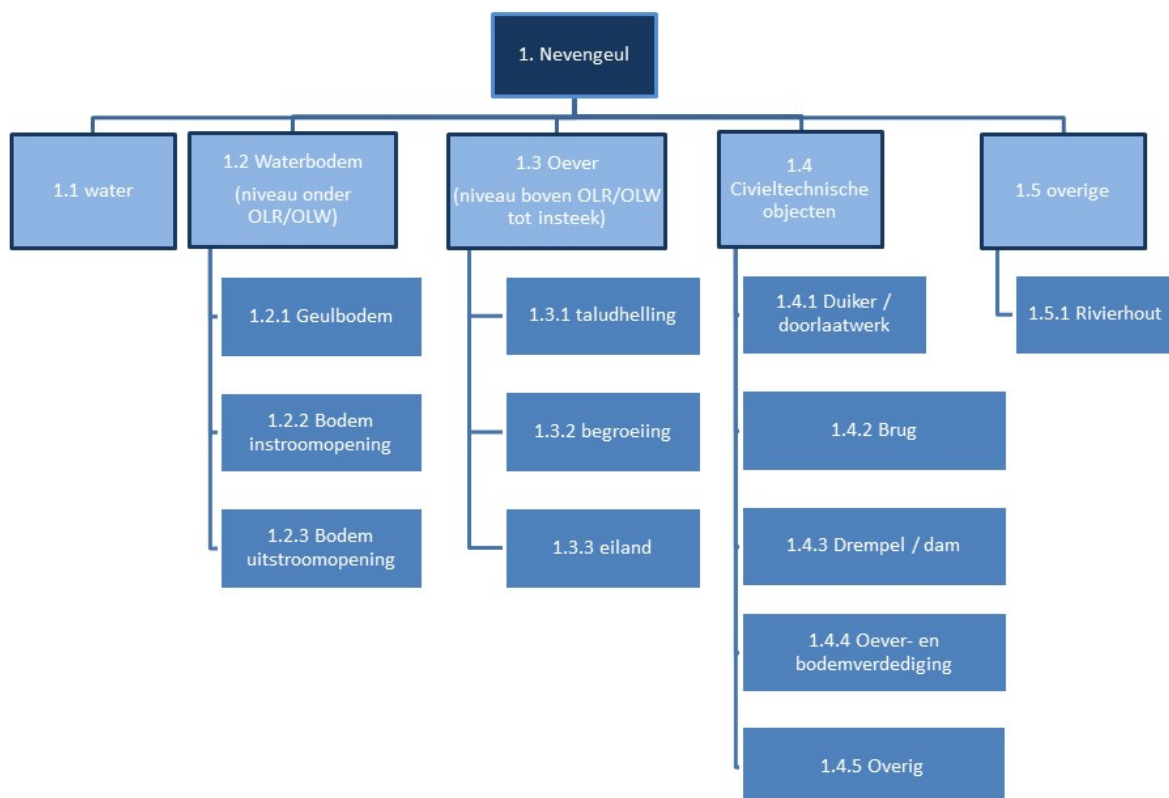 1. Nevengeul
1.1 water
1.2 Waterbodem
(niveau onder
OLR/OLW)
1.2.1 Geulbodem
1.2.2 Bodem
instroomopening
1.2.3 Bodem
uitstroomopening
1.3 Oever
(niveau boven OLR/OLW
tot insteek)
1.3.1 taludhelling
1.3.2 begroeiing
1.3.3 eiland
1.4
Civieltechnische
objecten
1.4.1 Duiker /
doorlaatwerk
1.4.2 Brug
1.4.3 Drempel / dam
1.4.4 Oever- en
bodemverdediging
1.4.5 Overig
1.5 overige
1.5.1 Rivierhout